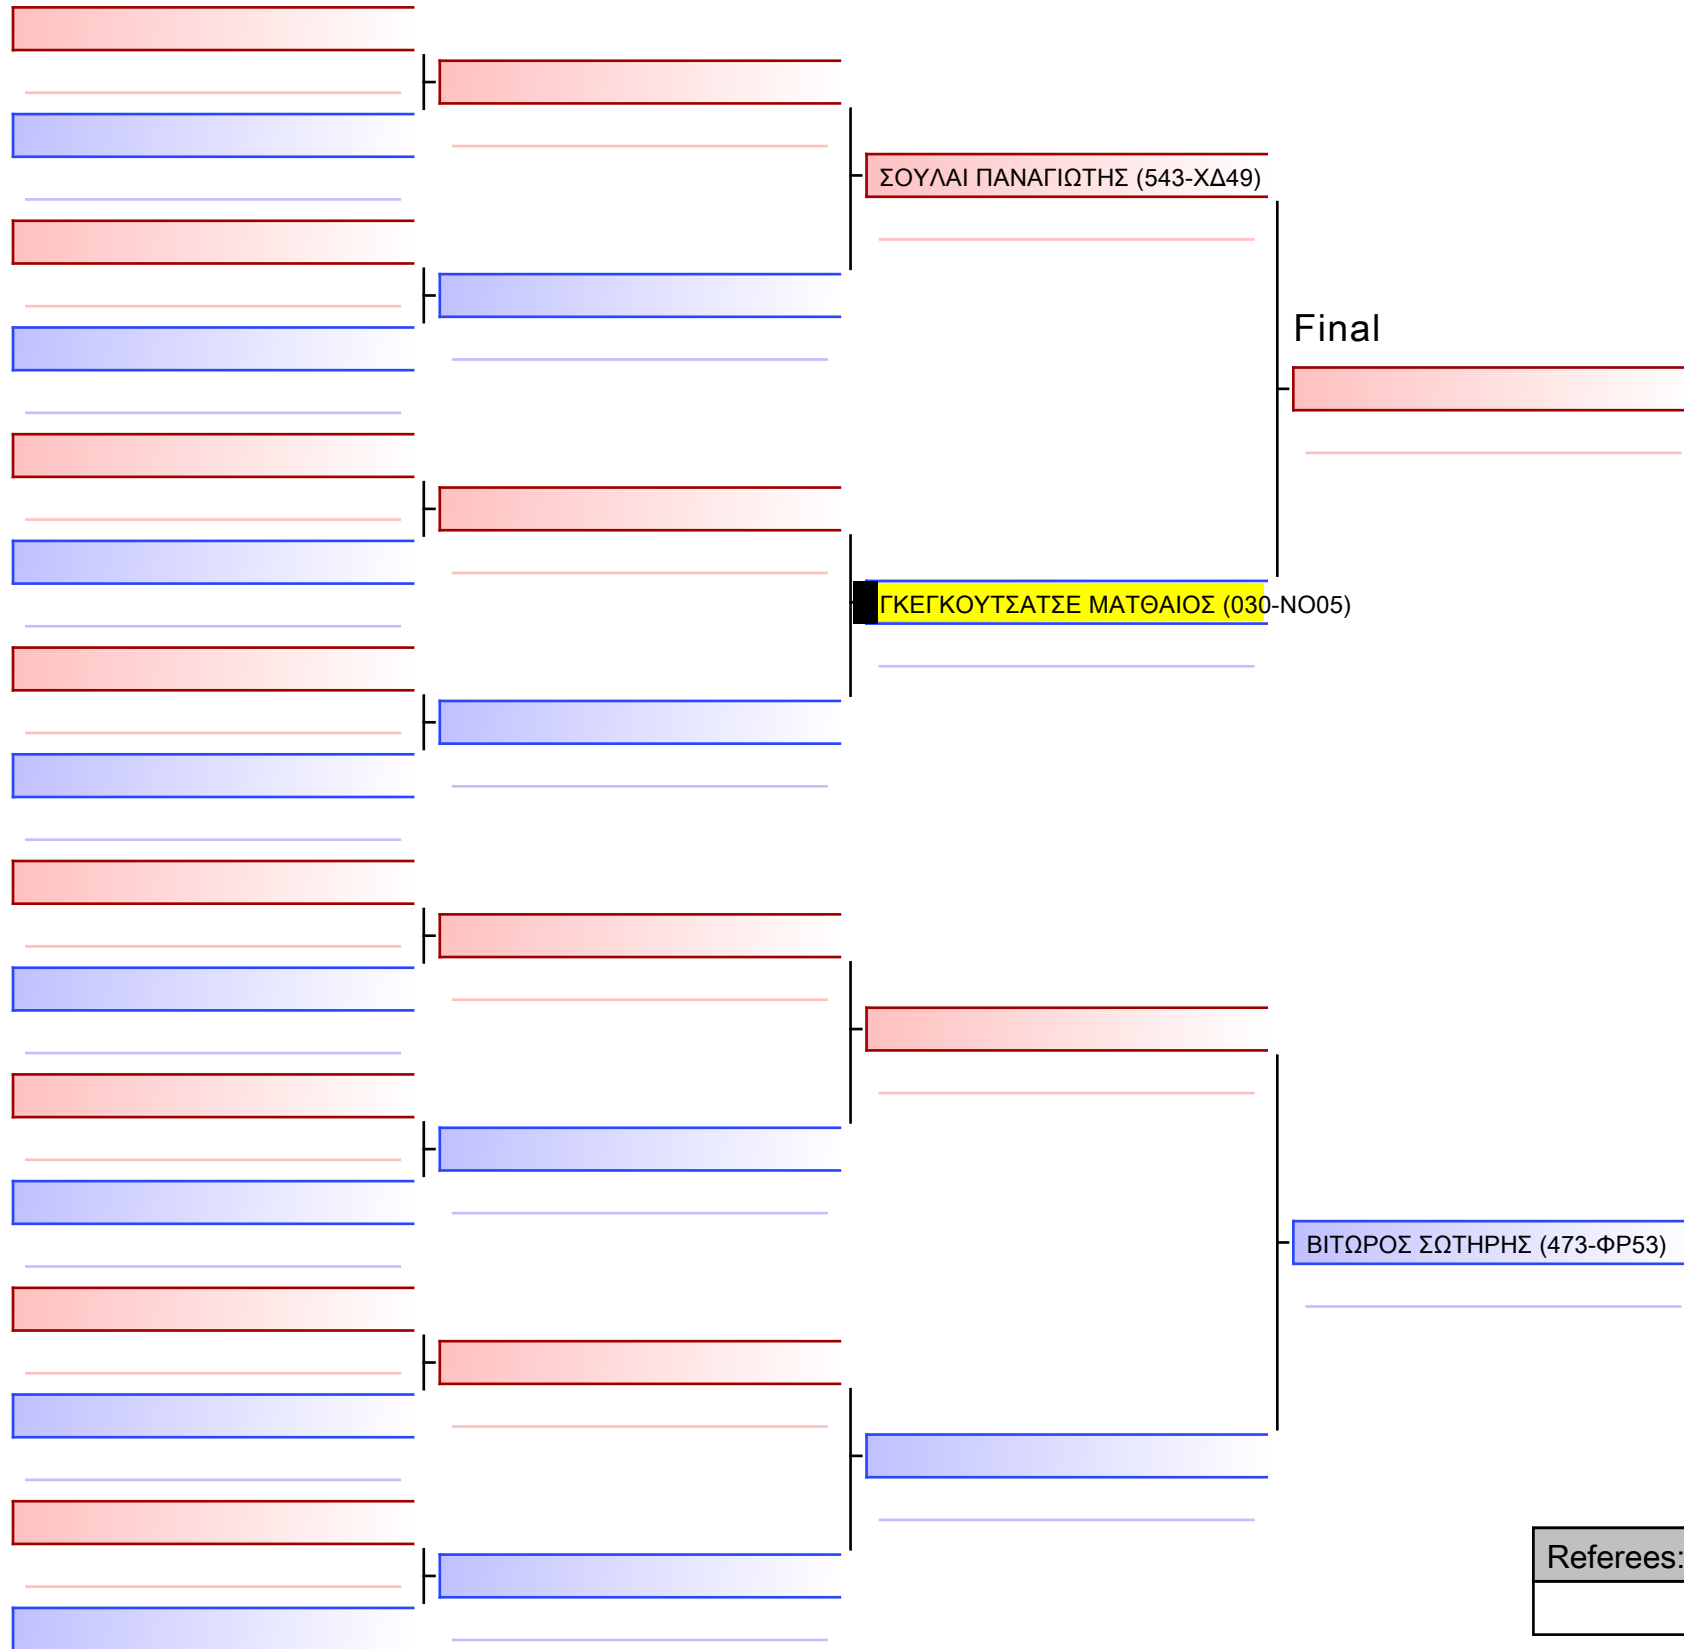 ΣΟΥΛΑΙ ΠΑΝΑΓΙΩΤΗΣ (543-ΧΔ49)
Final
ΓΚΕΓΚΟΥΤΣΑΤΣΕ ΜΑΤΘΑΙΟΣ (030-ΝΟ05)
ΒΙΤΩΡΟΣ ΣΩΤΗΡΗΣ (473-ΦΡ53)
Referees: